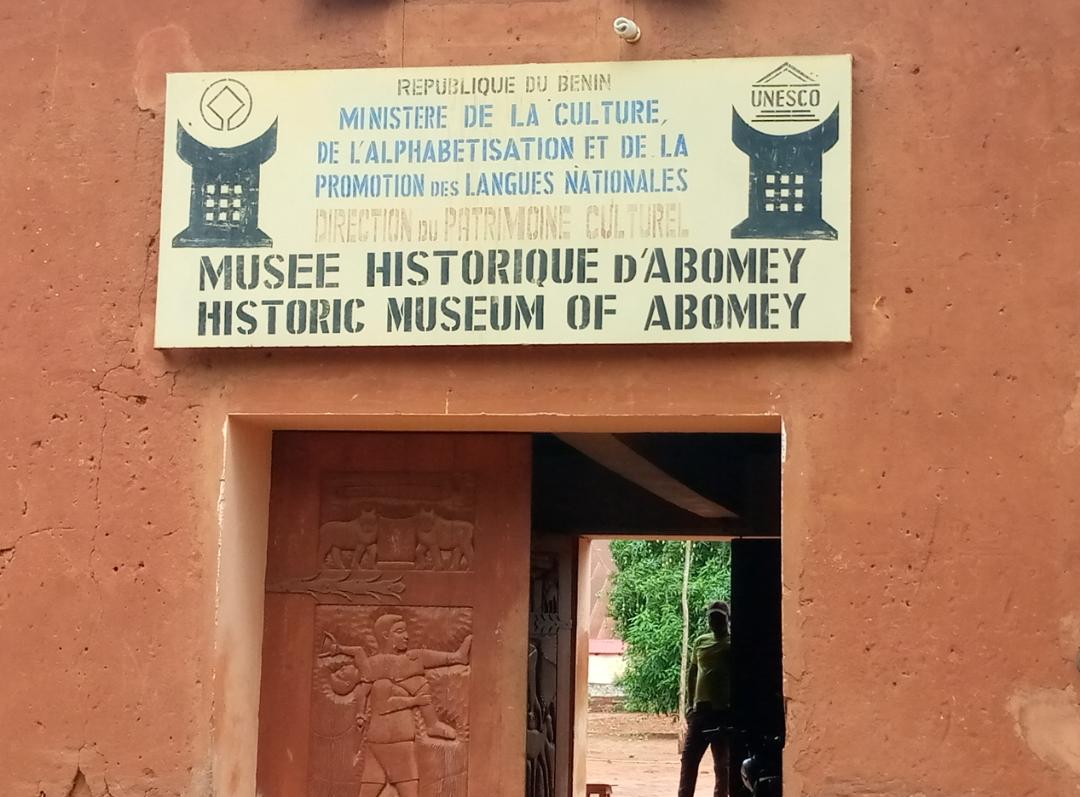 REPUBLIQUE DU BENIN
MINISTERE DE LA CULTURE,
DE L'ALPHABETISATION ET DE LA
PROMOTION DES LANGUES NATIONALES
DIRECTION DU PATRIMOINE CULTUREL
MUSEE HISTORIQUE D'ABOMEY
HISTORIC MUSEUM OF ABOMEY
UNESCO